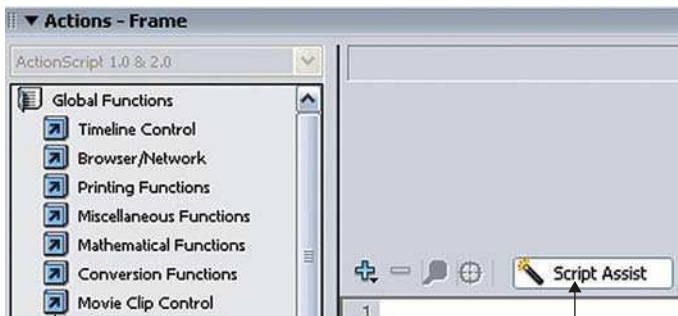 Actions - Frame
ActionScript 1.0 & 2.0
Global Functions
Timeline Control
Browser/Network
Printing Functions
Miscellaneous Functions
Mathematical Functions
Conversion Functions
Movie Clip Control
Script Assist
1